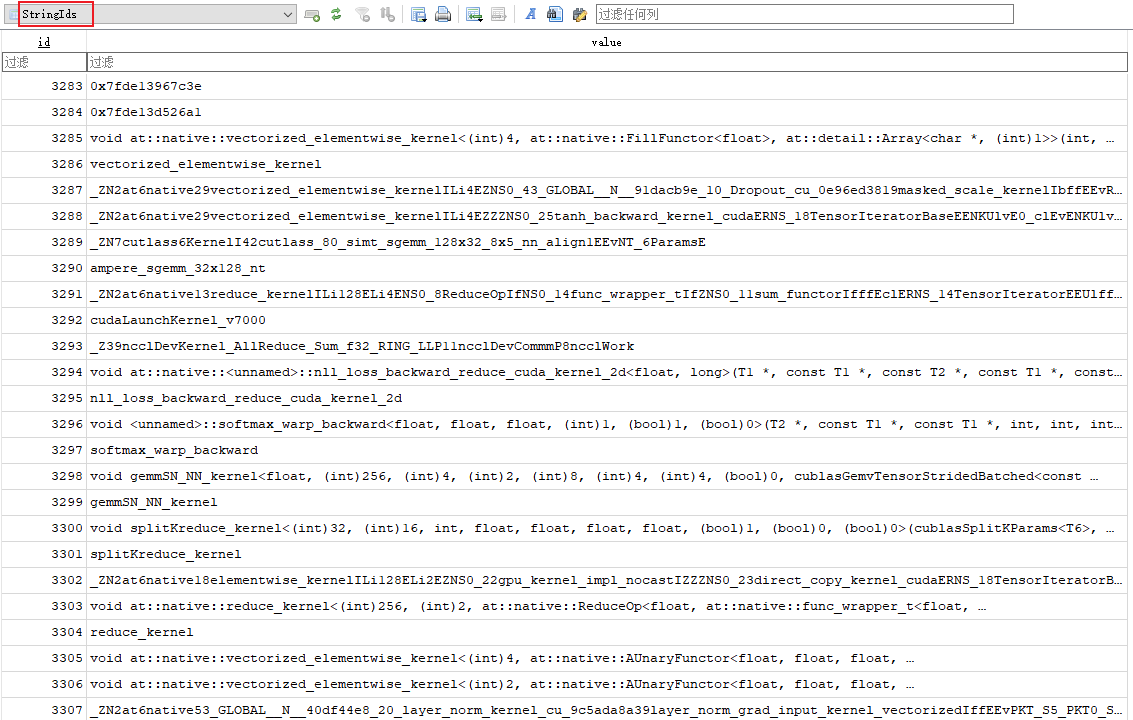 StringIds
过滤任何列
id value
过滤 过滤
3283 0x7fde13967c3e
3284 0x7fde13d526a1
3285 void at::native::vectorized_elementwise_kernel<(int)4, at::native::FillFunctor<float>, at::detail::Array<char *, (int)1>>(int, …
3286 vectorized_elementwise_kernel
3287 _ZN2at6native29vectorized_elementwise_kernelILi4EZNS0_43_GLOBAL__N__91dacb9e_10_Dropout_cu_0e96ed3819masked_scale_kernelIbffEEvR…
3288 _ZN2at6native29vectorized_elementwise_kernelILi4EZZZNS0_25tanh_backward_kernel_cudaERNS_18TensorIteratorBaseEENKUlvE0_clEvENKUlv…
3289 _ZN7cutlass6KernelI42cutlass_80_simt_sgemm_128x32_8x5_nn_align1EEvNT_6ParamsE
3290 ampere_sgemm_32x128_nt
3291 _ZN2at6native13reduce_kernelILi128ELi4ENS0_8ReduceOpIfNS0_14func_wrapper_tIfZNS0_11sum_functorIfffEclERNS_14TensorIteratorEEUlff…
3292 cudaLaunchKernel_v7000
3293 _Z39ncclDevKernel_AllReduce_Sum_f32_RING_LLP11ncclDevCommmP8ncclWork
3294 void at::native::<unnamed>::nll_loss_backward_reduce_cuda_kernel_2d<float, long>(T1 *, const T1 *, const T2 *, const T1 *, const…
3295 nll_loss_backward_reduce_cuda_kernel_2d
3296 void <unnamed>::softmax_warp_backward<float, float, float, (int)1, (bool)1, (bool)0>(T2 *, const T1 *, const T1 *, int, int, int…
3297 softmax_warp_backward
3298 void gemmSN_NN_kernel<float, (int)256, (int)4, (int)2, (int)8, (int)4, (int)4, (bool)0, cublasGemvTensorStridedBatched<const …
3299 gemmSN_NN_kernel
3300 void splitKreduce_kernel<(int)32, (int)16, int, float, float, float, float, (bool)1, (bool)0, (bool)0>(cublasSplitKParams<T6>, …
3301 splitKreduce_kernel
3302 _ZN2at6native18elementwise_kernelILi128ELi2EZNS0_22gpu_kernel_impl_nocastIZZZNS0_23direct_copy_kernel_cudaERNS_18TensorIteratorB…
3303 void at::native::reduce_kernel<(int)256, (int)2, at::native::ReduceOp<float, at::native::func_wrapper_t<float, …
3304 reduce_kernel
3305 void at::native::vectorized_elementwise_kernel<(int)4, at::native::AUnaryFunctor<float, float, float, …
3306 void at::native::vectorized_elementwise_kernel<(int)2, at::native::AUnaryFunctor<float, float, float, …
3307 _ZN2at6native53_GLOBAL__N__40df44e8_20_layer_norm_kernel_cu_9c5ada8a39layer_norm_grad_input_kernel_vectorizedIffEEvPKT_S5_PKT0_S…